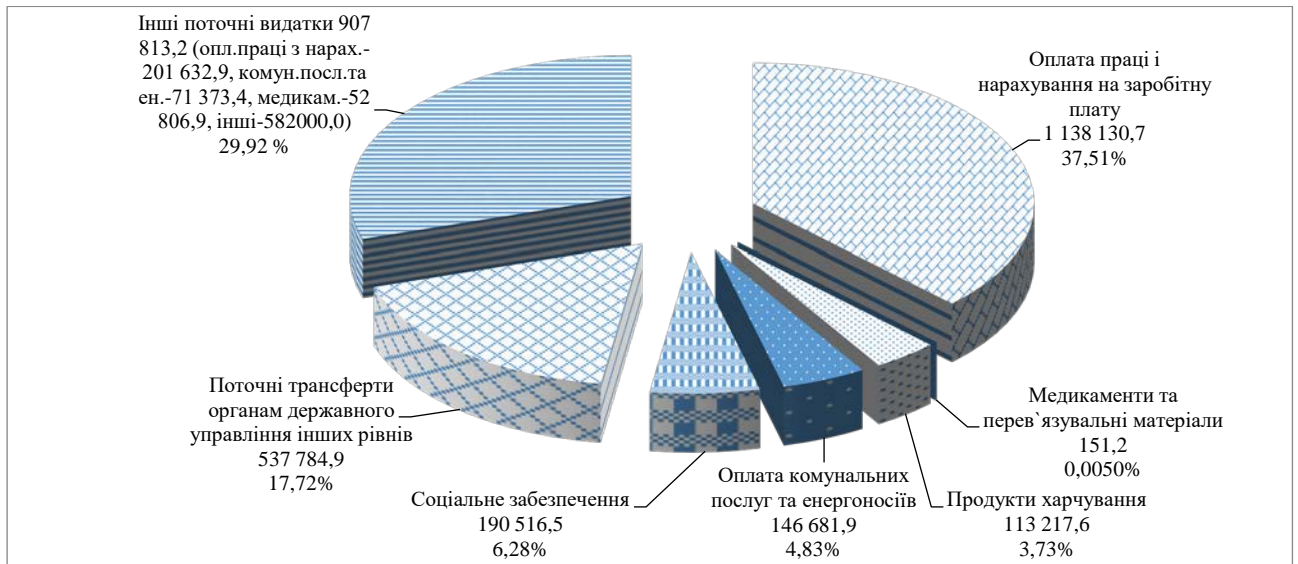 Інші поточні видатки 907
813,2 (опл.праці з нарах.-
201 632,9, комун.посл.та
ен.-71 373,4, медикам.-52
806,9, інші-582000,0)
29,92 %
Оплата праці і
нарахування на заробітну
плату
1 138 130,7
37,51%
Медикаменти та
перев`язувальні матеріали
151,2
0,0050%
Продукти харчування
113 217,6
3,73%
Оплата комунальних
послуг та енергоносіїв
146 681,9
4,83%
Соціальне забезпечення
190 516,5
6,28%
Поточні трансферти
органам державного
управління інших рівнів
537 784,9
17,72%